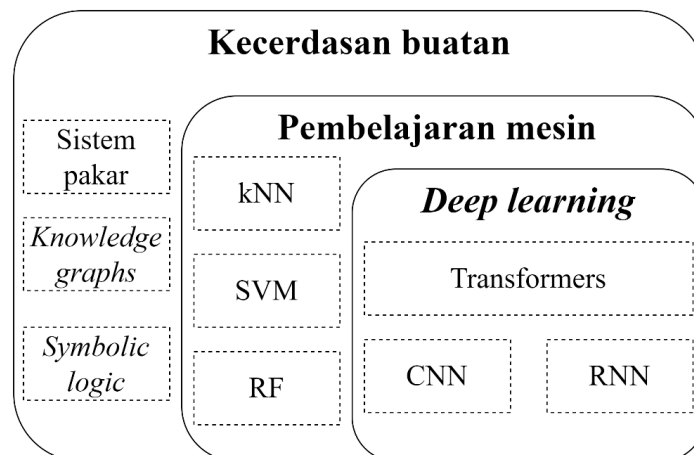 Kecerdasan buatan
Sistem
pakar
Knowledge
graphs
Symbolic
logic
Pembelajaran mesin
kNN
SVM
RF
Deep learning
Transformers
CNN
RNN